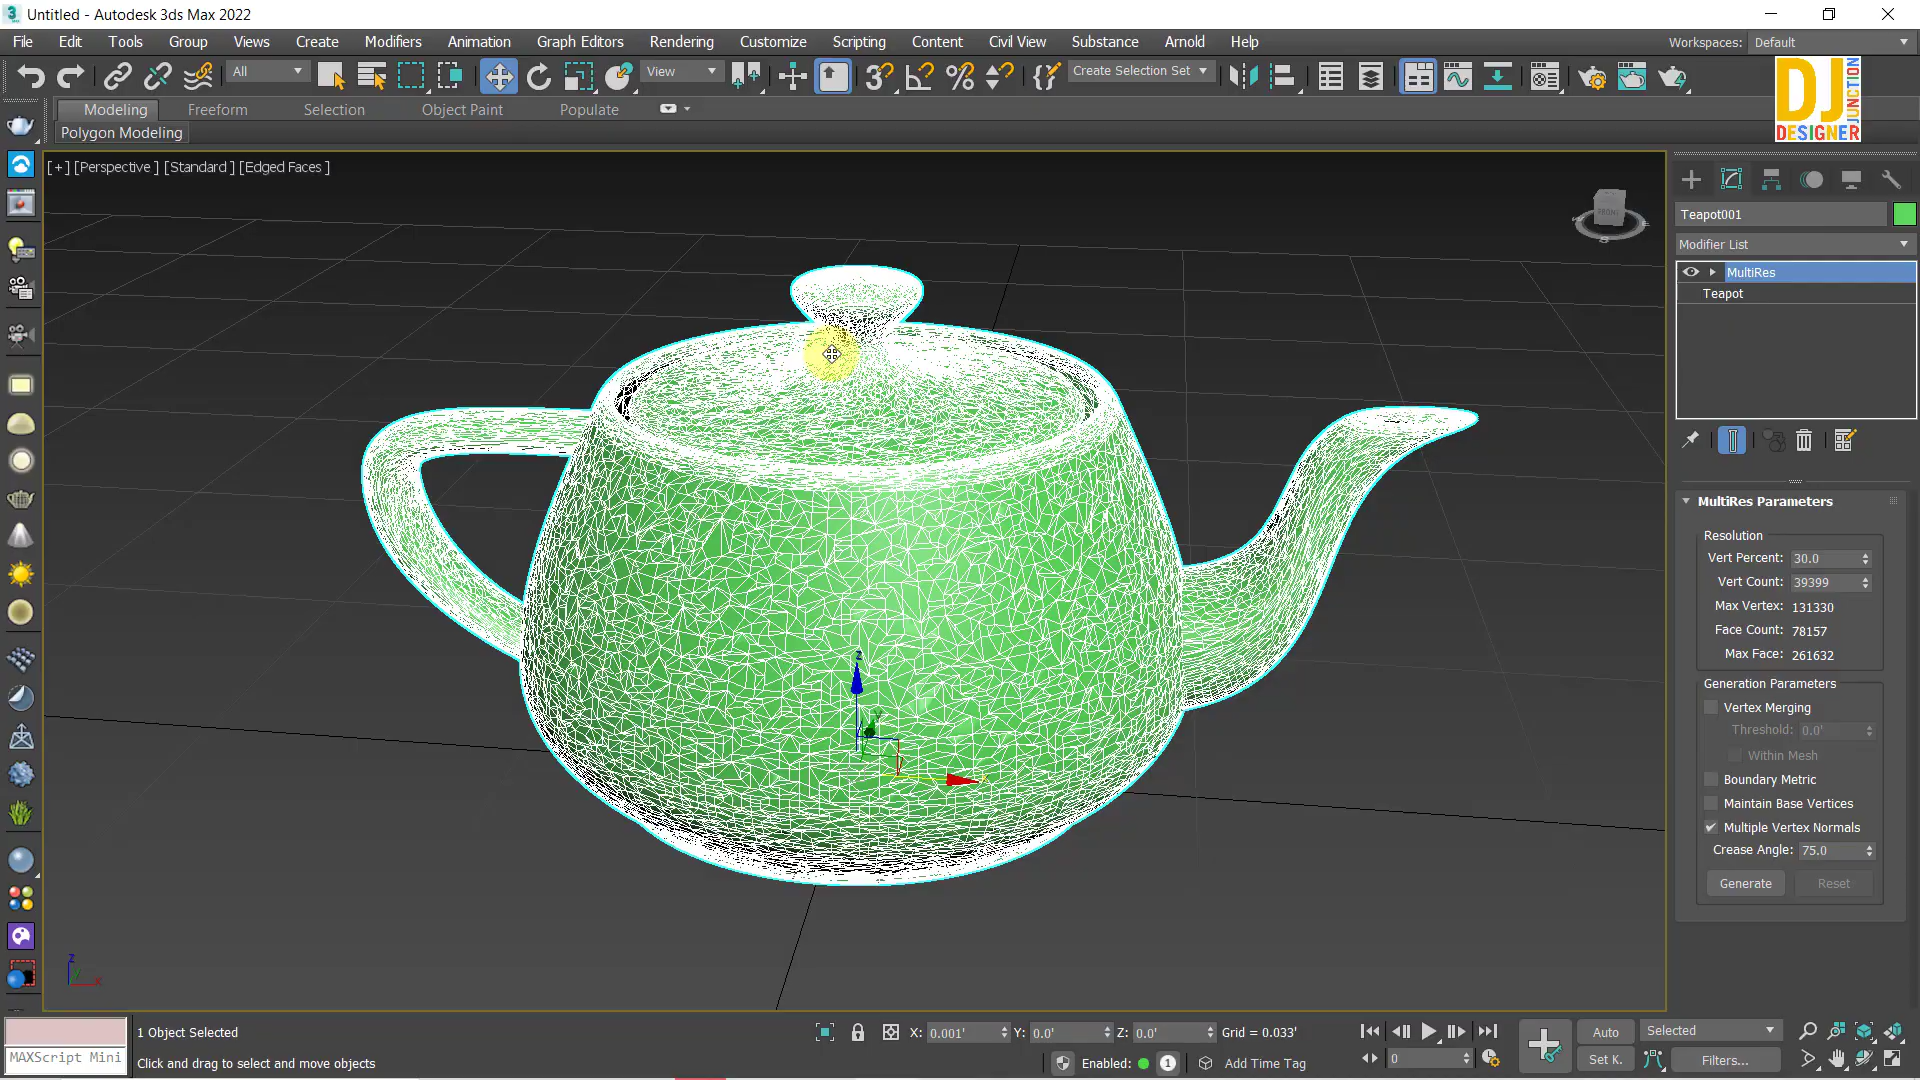 Untitled - Autodesk 3ds Max 2022
File Edit Tools Group Views Create Modifiers Animation Graph Editors Rendering Customize Scripting Content Civil View Substance Arnold Help Workspaces: Default
All View Create Selection Set
DJ JUNCTION
DESIGNER
Modeling Freeform Selection Object Paint Populate
Polygon Modeling
[+] [Perspective ] [Standard ] [Edged Faces ]
FRONT
Teapot001
Modifier List
MultiRes
Teapot
MultiRes Parameters
Resolution
Vert Percent: 30.0
Vert Count: 39399
Max Vertex: 131330
Face Count: 78157
Max Face: 261632
Generation Parameters
Vertex Merging
Threshold: 0.0'
Within Mesh
Boundary Metric
Maintain Base Vertices
Multiple Vertex Normals
Crease Angle: 75.0
Generate Reset
z
y
x
z
y
x
1 Object Selected X: 0.001' Y: 0.0' Z: 0.0' Grid = 0.033' Auto Selected
MAXScript Mini Click and drag to select and move objects Enabled: 1 Add Time Tag 0 Set K. Filters...